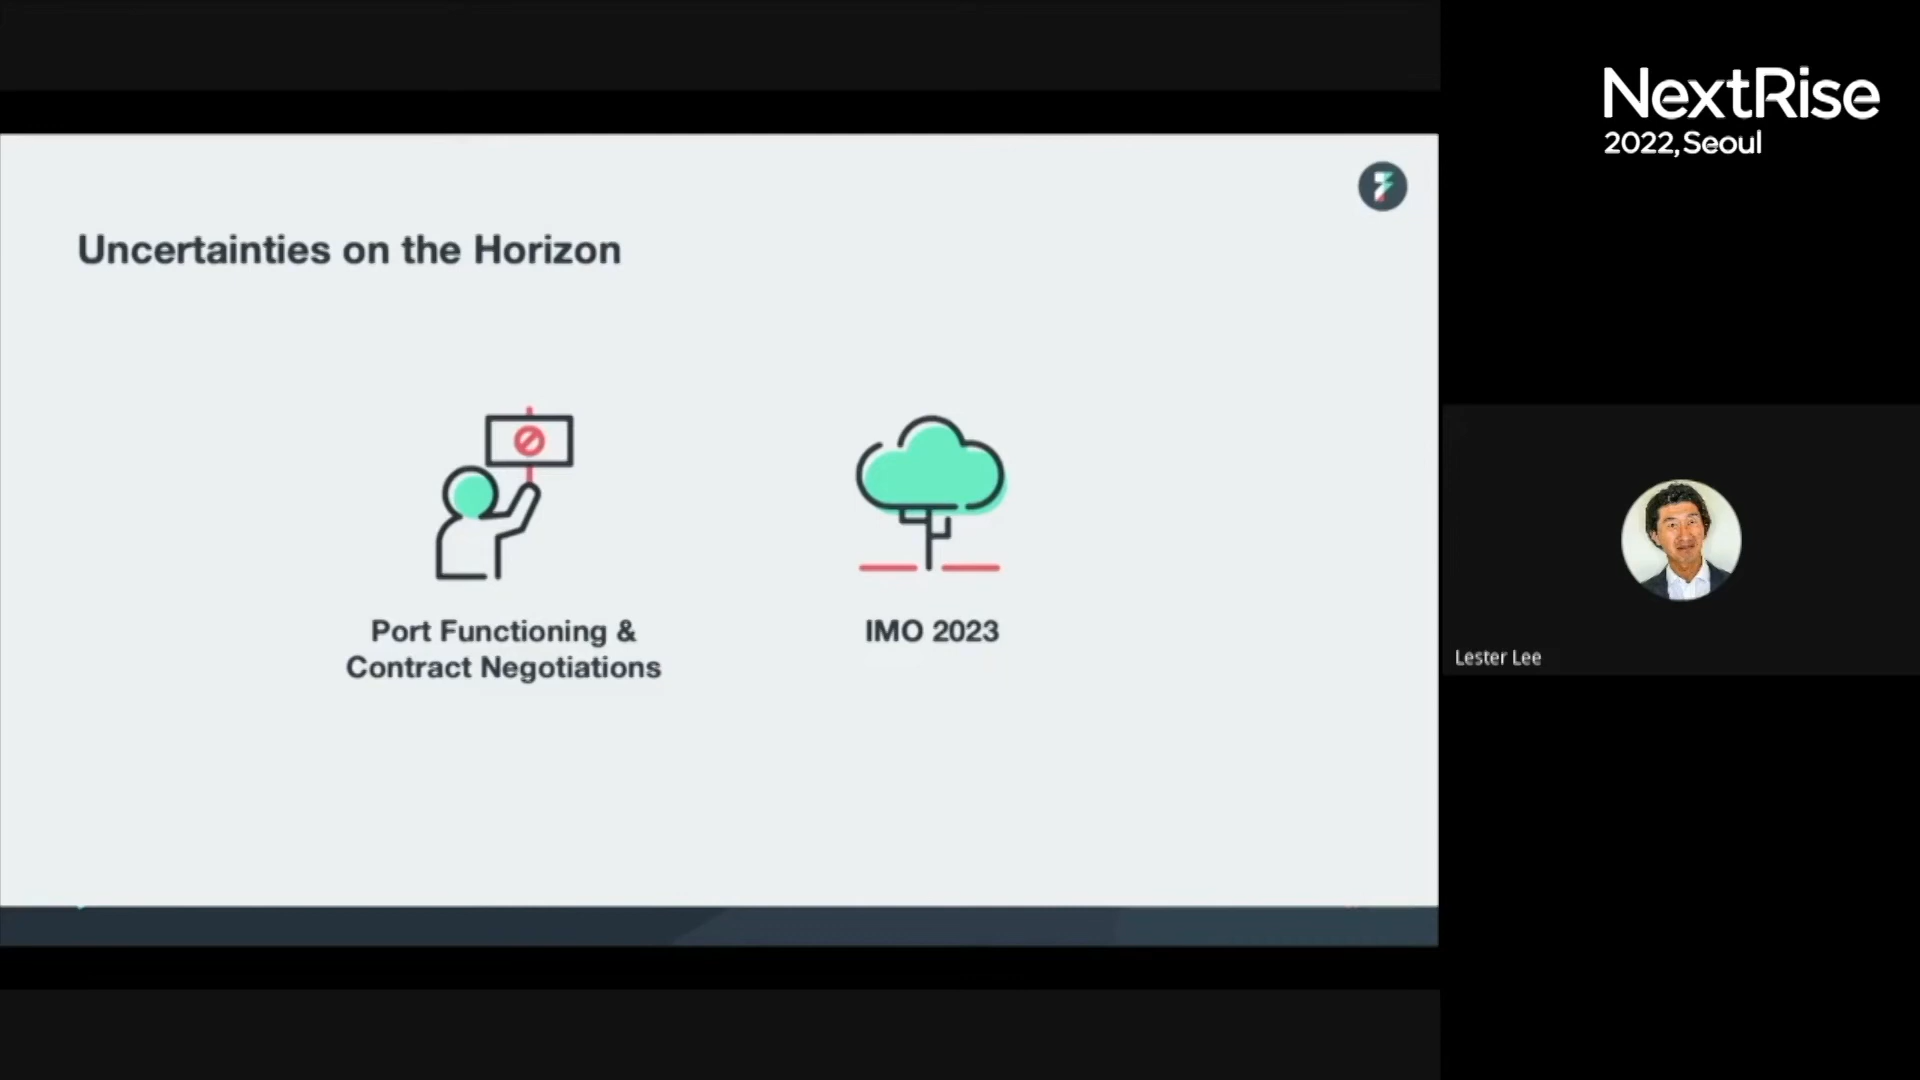 NextRise
2022, Seoul
Uncertainties on the Horizon
Port Functioning &
Contract Negotiations
IMO 2023
Lester Lee